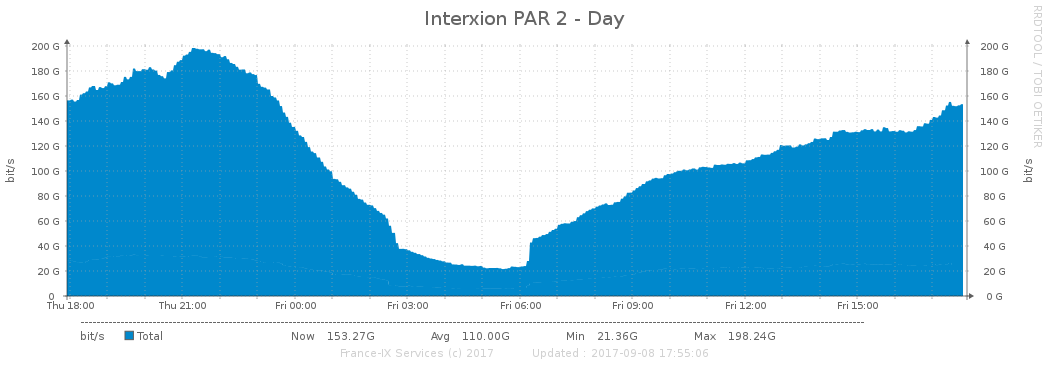 Interxion PAR 2 - Day
RRDTOOL / TOBI OETIKER
bit/s
200 G
180 G
160 G
140 G
120 G
100 G
80 G
60 G
40 G
20 G
0
200 G
180 G
160 G
140 G
120 G
100 G
80 G
60 G
40 G
20 G
0 G
bit/s
Thu 18:00 Thu 21:00 Fri 00:00 Fri 03:00 Fri 06:00 Fri 09:00 Fri 12:00 Fri 15:00
bit/s Total Now 153.27G Avg 110.00G Min 21.36G Max 198.24G
France-IX Services (c) 2017 Updated : 2017-09-08 17:55:06